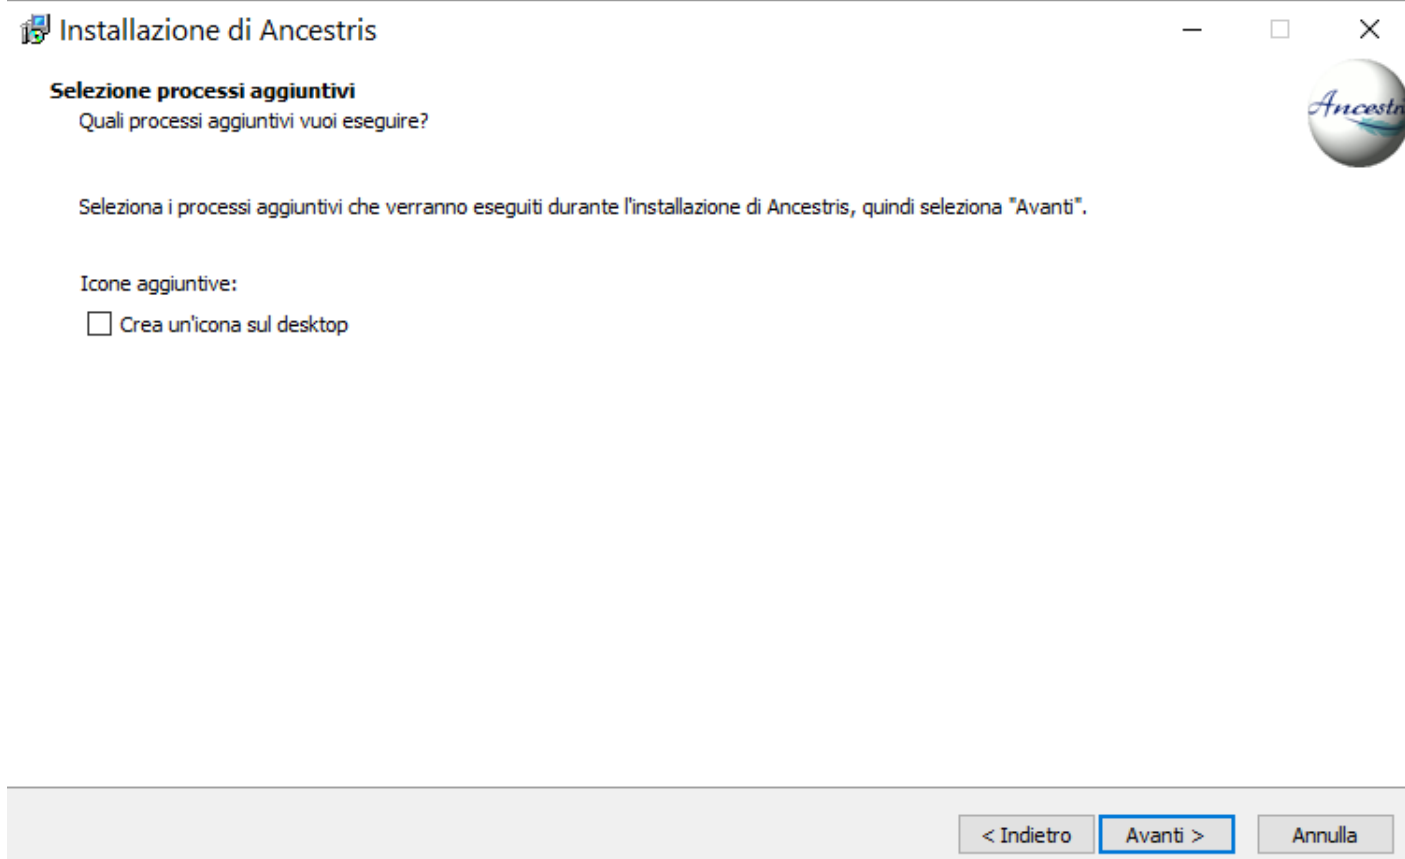 Installazione di Ancestris
Selezione processi aggiuntivi
Quali processi aggiuntivi vuoi eseguire?
Seleziona i processi aggiuntivi che verranno eseguiti durante l'installazione di Ancestris, quindi seleziona "Avanti".
Icone aggiuntive:
Crea un'icona sul desktop
< Indietro
Avanti >
Annulla